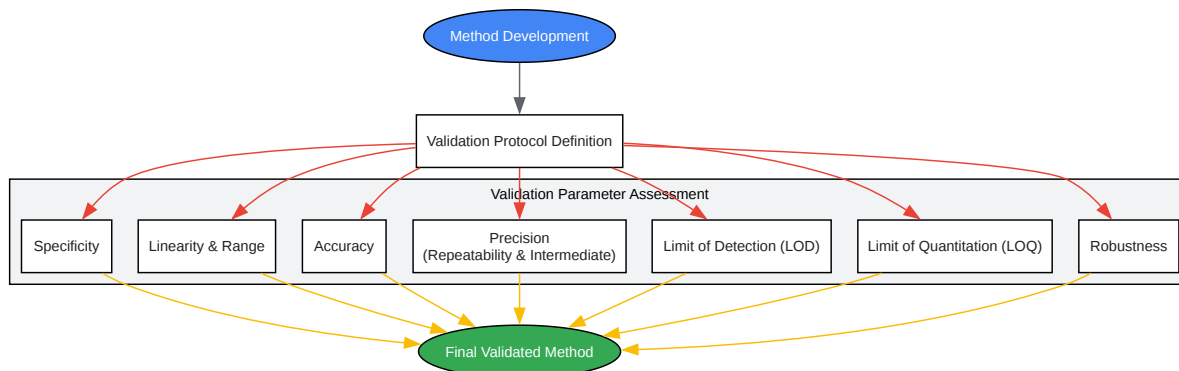 Method Development
Validation Protocol Definition
Validation Parameter Assessment
Specificity
Linearity & Range
Accuracy
Precision
(Repeatability & Intermediate)
Limit of Detection (LOD)
Limit of Quantitation (LOQ)
Robustness
Final Validated Method